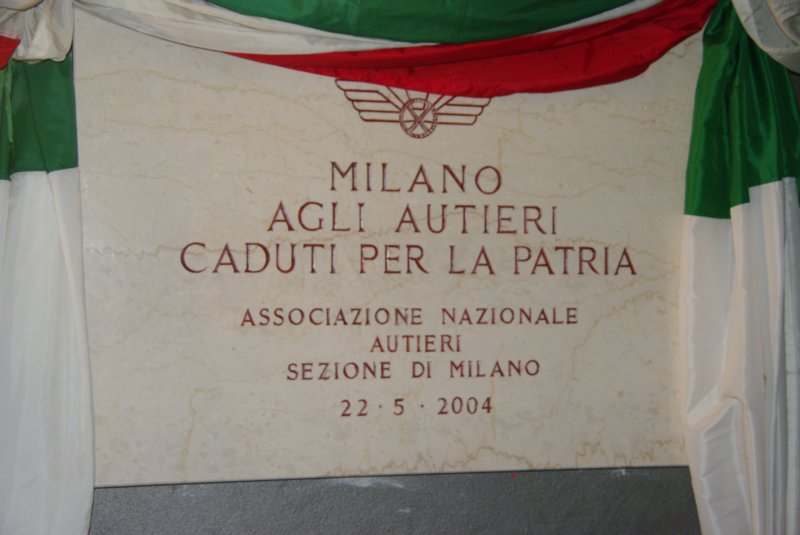 MILANO
AGLI AUTIERI
CADUTI PER LA PATRIA
ASSOCIAZIONE NAZIONALE
AUTIERI
SEZIONE DI MILANO
22 · 5 · 2004